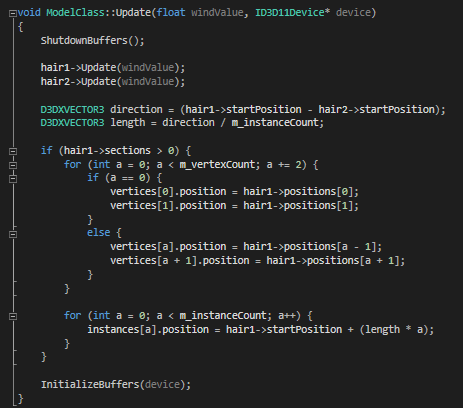 void ModelClass::Update(float windValue, ID3D11Device* device)
{
ShutdownBuffers();
hair1->Update(windValue);
hair2->Update(windValue);
D3DXVECTOR3 direction = (hair1->startPosition - hair2->startPosition);
D3DXVECTOR3 length = direction / m_instanceCount;
if (hair1->sections > 0) {
for (int a = 0; a < m_vertexCount; a += 2) {
if (a == 0) {
vertices[0].position = hair1->positions[0];
vertices[1].position = hair1->positions[1];
}
else {
vertices[a].position = hair1->positions[a - 1];
vertices[a + 1].position = hair1->positions[a + 1];
}
}
for (int a = 0; a < m_instanceCount; a++) {
instances[a].position = hair1->startPosition + (length * a);
}
}
InitializeBuffers(device);
}